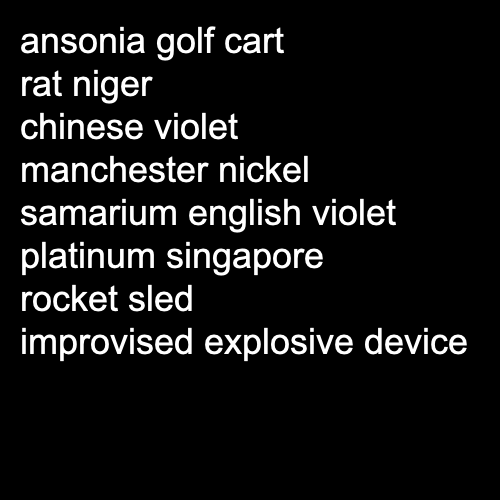 ansonia golf cart
rat niger
chinese violet
manchester nickel
samarium english violet
platinum singapore
rocket sled
improvised explosive device